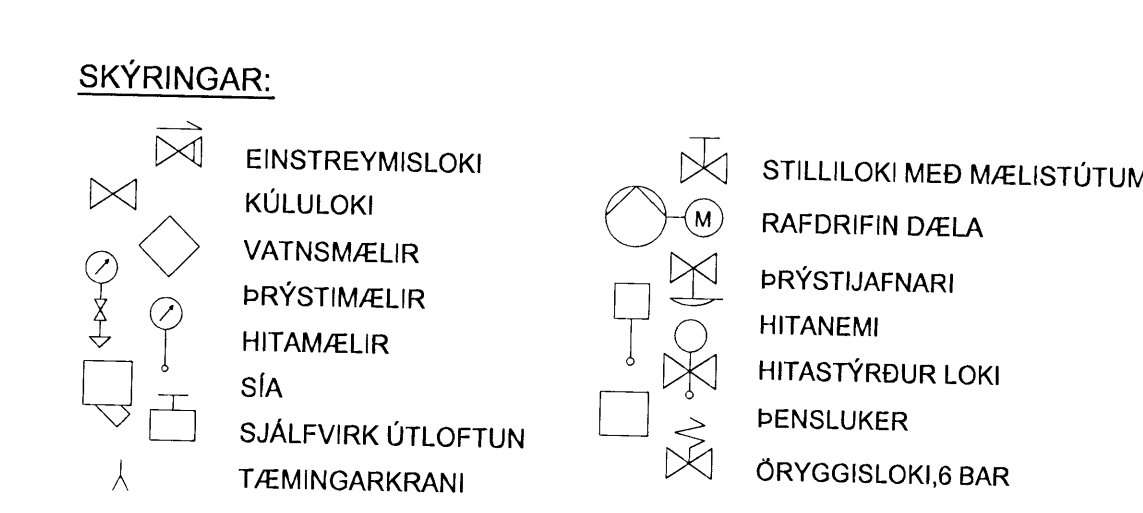 SKÝRINGAR:
EINSTREYMISLOKI
KÚLULOKI
VATNSMÆLIR
ÞRÝSTIMÆLIR
HITAMÆLIR
SÍA
SJÁLFVIRK ÚTLOFTUN
TÆMINGARKRANI
STILLILOKI MEÐ MÆLISTÚTUM
M
RAFDRIFIN DÆLA
ÞRÝSTIJAFNARI
HITANEMI
HITASTÝRÐUR LOKI
ÞENSLUKER
ÖRYGGISLOKI,6 BAR